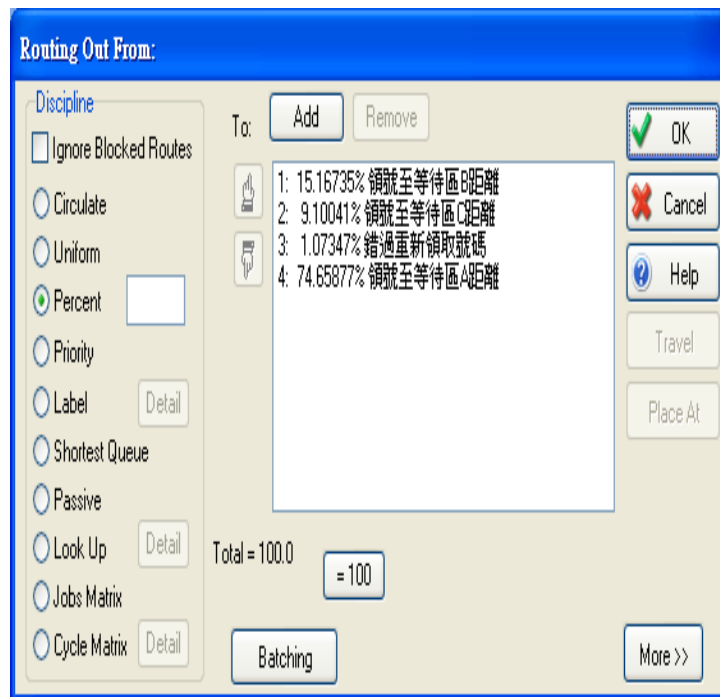 Routing Out From:
Discipline
Ignore Blocked Routes
Circulate
Uniform
Percent
Priority
Label
Detail
Shortest Queue
Passive
Look Up
Detail
Jobs Matrix
Cycle Matrix
Detail
To:
Add
Remove
1: 15.16735% 領號至等待區B距離
2: 9.10041% 領號至等待區C距離
3: 1.07347% 錯過重新領取號碼
4: 74.65877% 領號至等待區A距離
Total = 100.0
= 100
Batching
OK
Cancel
Help
Travel
Place At
More >>